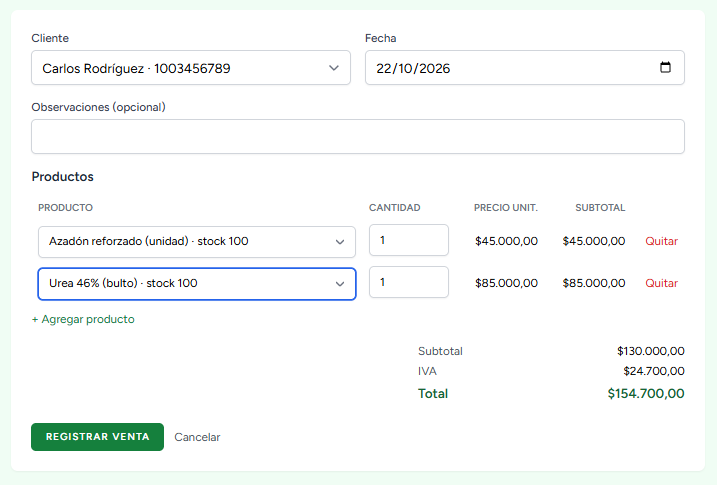 Cliente Fecha
Carlos Rodríguez · 1003456789 22/10/2026
Observaciones (opcional)
Productos
PRODUCTO CANTIDAD PRECIO UNIT. SUBTOTAL
Azadón reforzado (unidad) · stock 100 1 $45.000,00 $45.000,00 Quitar
Urea 46% (bulto) · stock 100 1 $85.000,00 $85.000,00 Quitar
+ Agregar producto
Subtotal $130.000,00
IVA $24.700,00
Total $154.700,00
REGISTRAR VENTA Cancelar